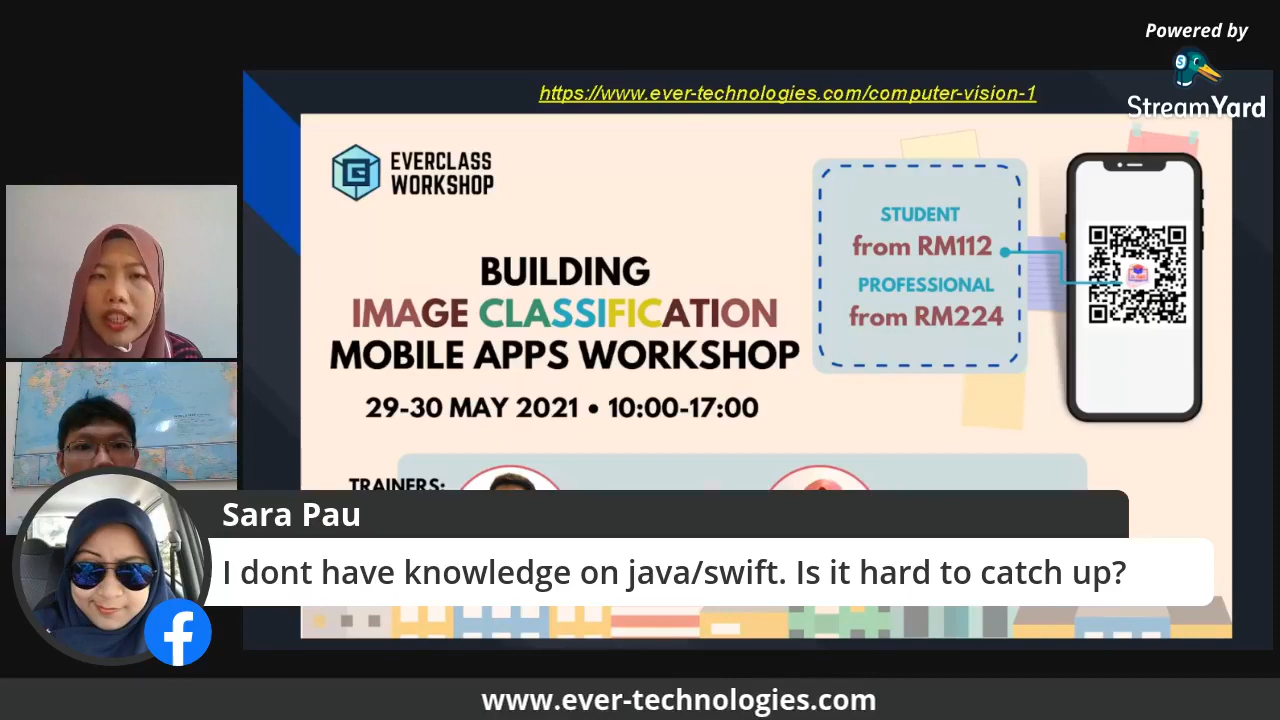 Powered by
StreamYard
https://www.ever-technologies.com/computer-vision-1
EVERCLASS
WORKSHOP
BUILDING
IMAGE CLASSIFICATION
MOBILE APPS WORKSHOP
29-30 MAY 2021 • 10:00-17:00
STUDENT
from RM112
PROFESSIONAL
from RM224
TRAINERS:
Sara Pau
I dont have knowledge on java/swift. Is it hard to catch up?
www.ever-technologies.com